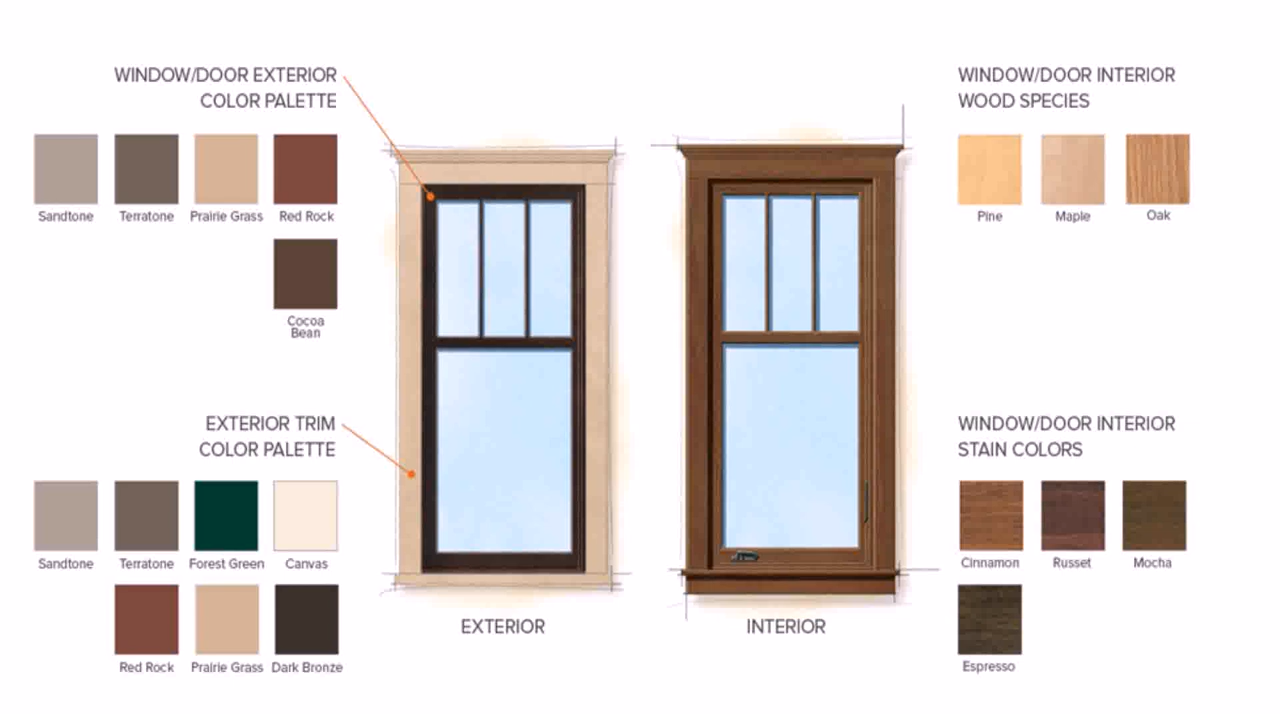 WINDOW/DOOR EXTERIOR
COLOR PALETTE
Sandtone
Terratone
Prairie Grass
Red Rock
Cocoa
Bean
EXTERIOR TRIM
COLOR PALETTE
Sandtone
Terratone
Forest Green
Canvas
Red Rock
Prairie Grass
Dark Bronze
EXTERIOR
INTERIOR
WINDOW/DOOR INTERIOR
WOOD SPECIES
Pine
Maple
Oak
WINDOW/DOOR INTERIOR
STAIN COLORS
Cinnamon
Russet
Mocha
Espresso